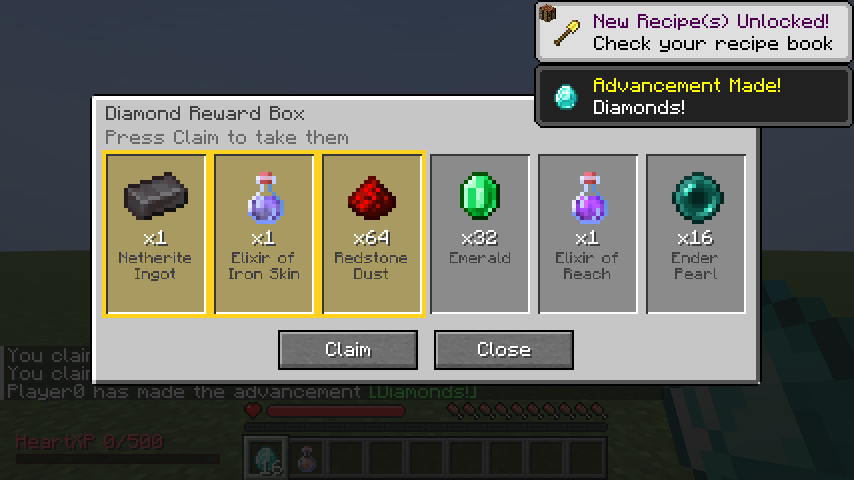 New Recipe(s) Unlocked!
Check your recipe book
Advancement Made!
Diamonds!
Diamond Reward Box
Press Claim to take them
x1
Netherite
Ingot
x1
Elixir of
Iron Skin
x64
Redstone
Dust
x32
Emerald
x1
Elixir of
Reach
x16
Ender
Pearl
Claim
Close
You clai
You clai
Player0 has made the advancement [Diamonds!]
HeartXP 0/500
16